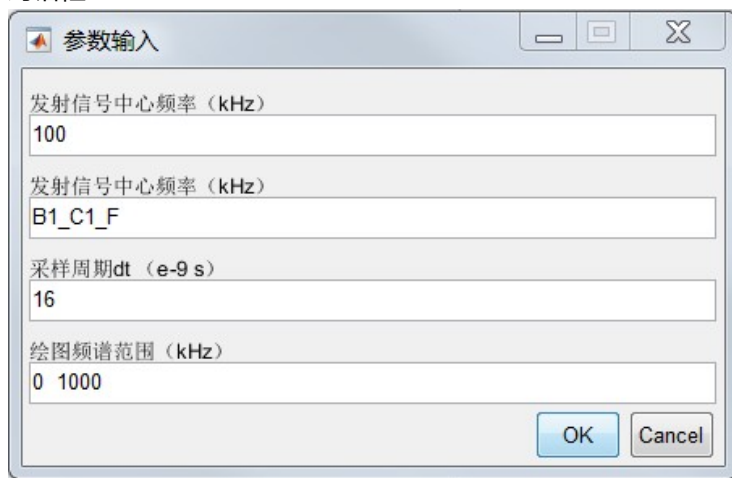 参数输入
发射信号中心频率（kHz）
100
发射信号中心频率（kHz）
B1_C1_F
采样周期dt （e-9 s）
16
绘图频谱范围（kHz）
0 1000
OK Cancel